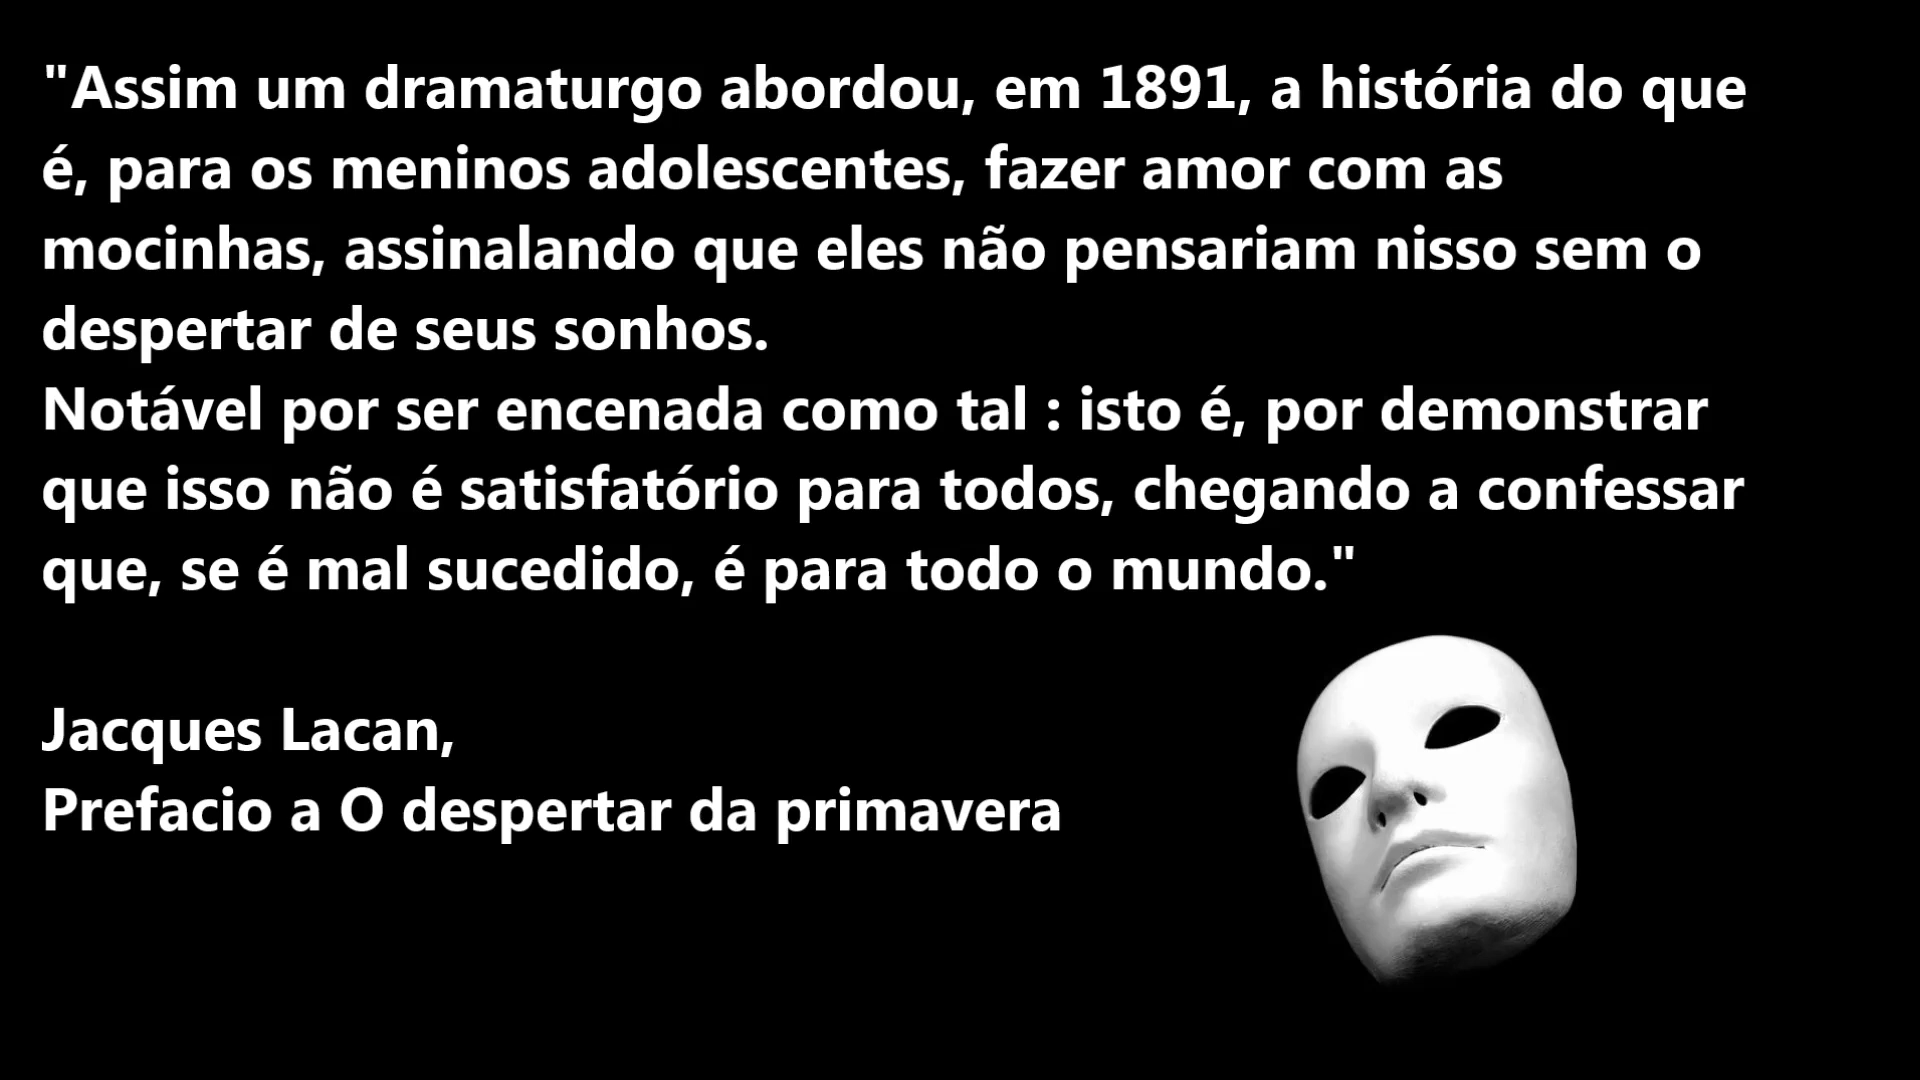 "Assim um dramaturgo abordou, em 1891, a história do que
é, para os meninos adolescentes, fazer amor com as
mocinhas, assinalando que eles não pensariam nisso sem o
despertar de seus sonhos.
Notável por ser encenada como tal : isto é, por demonstrar
que isso não é satisfatório para todos, chegando a confessar
que, se é mal sucedido, é para todo o mundo."
Jacques Lacan,
Prefacio a O despertar da primavera